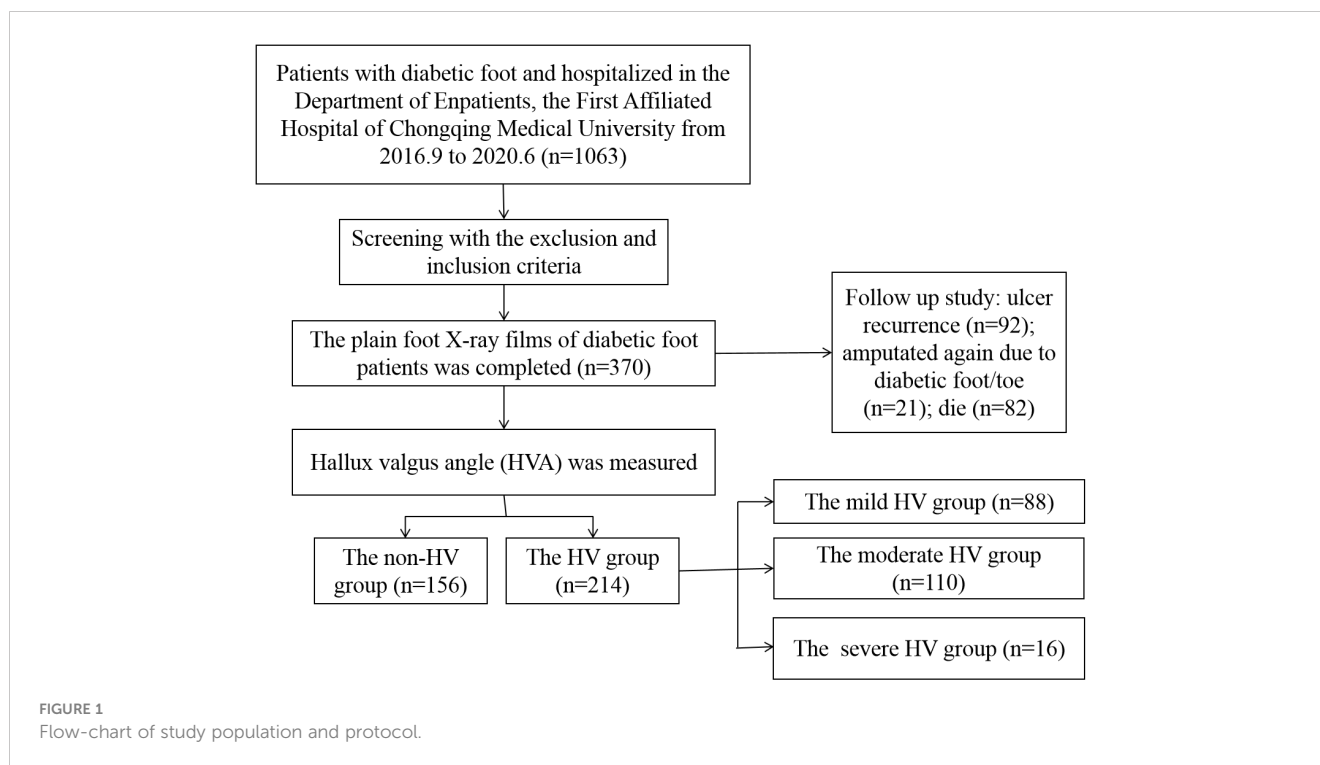 Patients with diabetic foot and hospitalized in the
Department of Enpatients, the First Affiliated
Hospital of Chongqing Medical University from
2016.9 to 2020.6 (n=1063)
Screening with the exclusion and
inclusion criteria
The plain foot X-ray films of diabetic foot
patients was completed (n=370)
Follow up study: ulcer
recurrence (n=92);
amputated again due to
diabetic foot/toe
(n=21); die (n=82)
Hallux valgus angle (HVA) was measured
The non-HV
group (n=156)
The HV group
(n=214)
The mild HV group (n=88)
The moderate HV group
(n=110)
The severe HV group (n=16)
FIGURE 1
Flow-chart of study population and protocol.